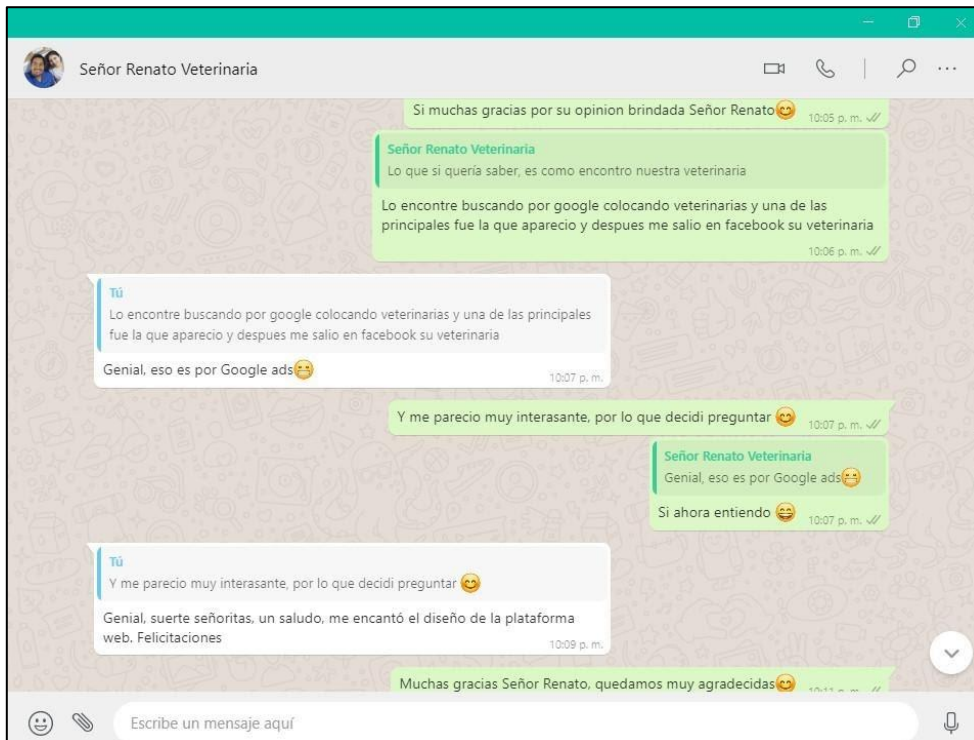 Señor Renato Veterinaria
Si muchas gracias por su opinion brindada Señor Renato😊 10:05 p. m.
Señor Renato Veterinaria
Lo que si quería saber, es como encontro nuestra veterinaria
Lo encontre buscando por google colocando veterinarias y una de las
principales fue la que aparecio y despues me salio en facebook su veterinaria
10:06 p. m.
Tú
Lo encontre buscando por google colocando veterinarias y una de las principales
fue la que aparecio y despues me salio en facebook su veterinaria
Genial, eso es por Google ads😁 10:07 p. m.
Y me parecio muy interasante, por lo que decidi preguntar 😊 10:07 p. m.
Señor Renato Veterinaria
Genial, eso es por Google ads😁
Si ahora entiendo 😄 10:07 p. m.
Tú
Y me parecio muy interasante, por lo que decidi preguntar 😊
Genial, suerte señoritas, un saludo, me encantó el diseño de la plataforma
web. Felicitaciones 10:09 p. m.
Muchas gracias Señor Renato, quedamos muy agradecidas😊 10:11 p. m.
Escribe un mensaje aquí